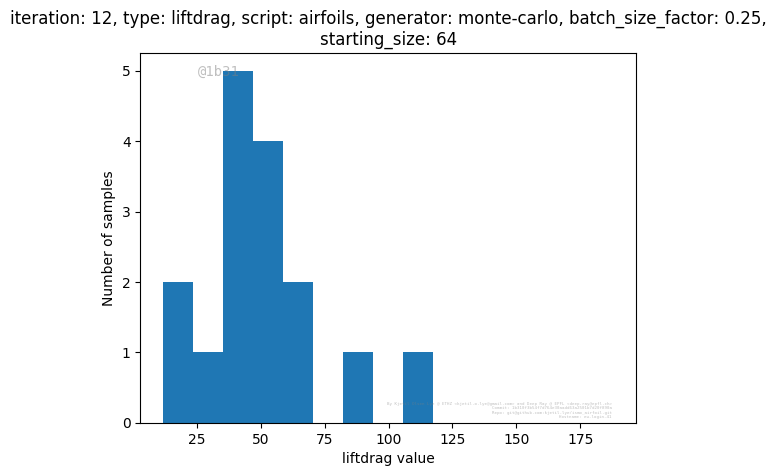 iteration: 12, type: liftdrag, script: airfoils, generator: monte-carlo, batch_size_factor: 0.25,
starting_size: 64
@1b31
5
4
3
2
1
0
Number of samples
25 50 75 100 125 150 175
liftdrag value